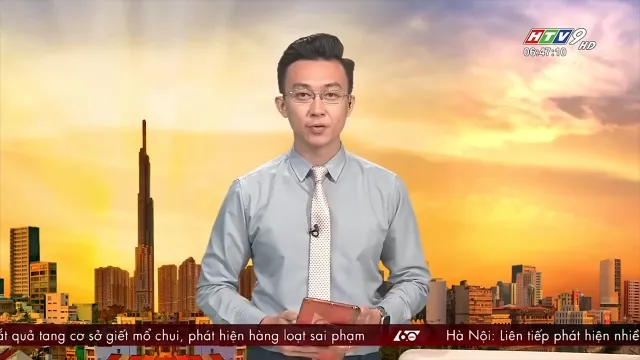 HTV9 HD
06:47:10
ắt quả tang cơ sở giết mổ chui, phát hiện hàng loạt sai phạm 60 Hà Nội: Liên tiếp phát hiện nhiề